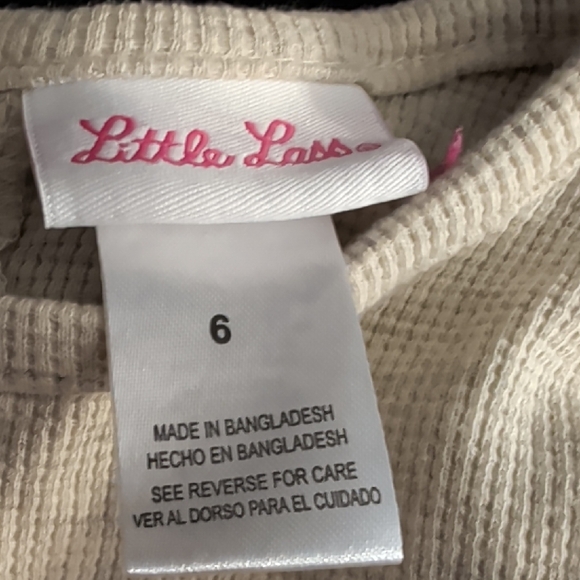 Little Lass®
6
MADE IN BANGLADESH
HECHO EN BANGLADESH
SEE REVERSE FOR CARE
VER AL DORSO PARA EL CUIDADO